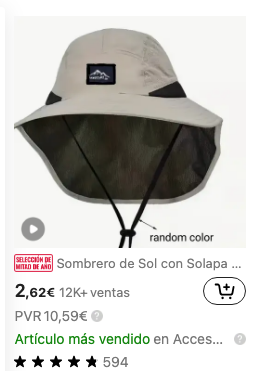 random color
SELECCIÓN DE
MITAD DE AÑO
Sombrero de Sol con Solapa ...
2,62€ 12K+ ventas
PVR 10,59€ ?
Artículo más vendido en Acces... ?
594